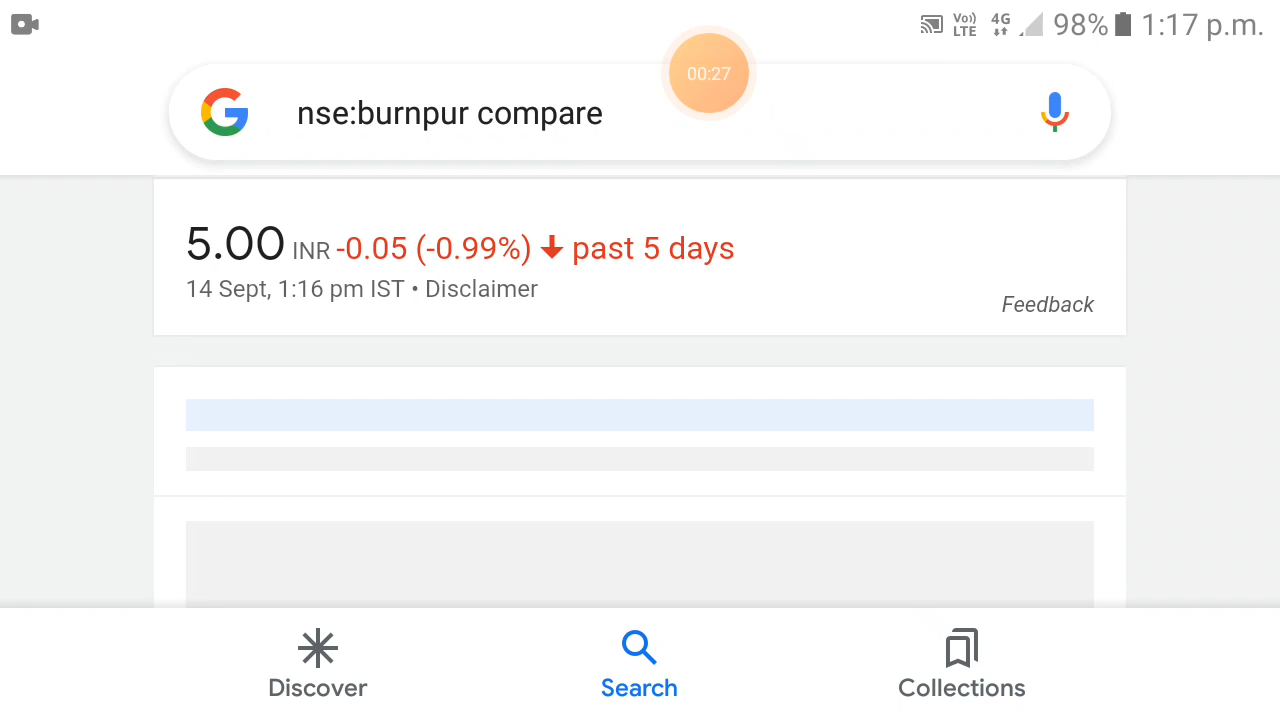 Vo)) LTE 4G 98% 1:17 p.m.
00:27
nse:burnpur compare
5.00 INR -0.05 (-0.99%) ↓ past 5 days
14 Sept, 1:16 pm IST • Disclaimer
Feedback
Discover Search Collections